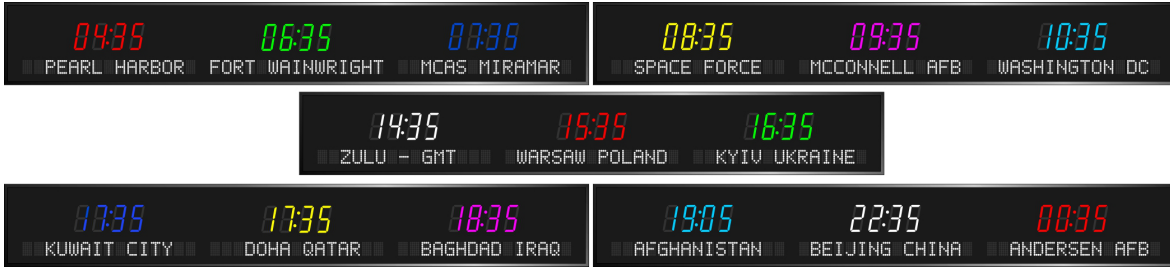 04:35 06:35 07:35
PEARL HARBOR FORT WAINWRIGHT MCAS MIRAMAR
08:35 09:35 10:35
SPACE FORCE MCCONNELL AFB WASHINGTON DC
14:35 15:35 16:35
ZULU - GMT WARSAW POLAND KYIV UKRAINE
17:35 17:35 18:35
KUWAIT CITY DOHA QATAR BAGHDAD IRAQ
19:05 22:35 00:35
AFGHANISTAN BEIJING CHINA ANDERSEN AFB